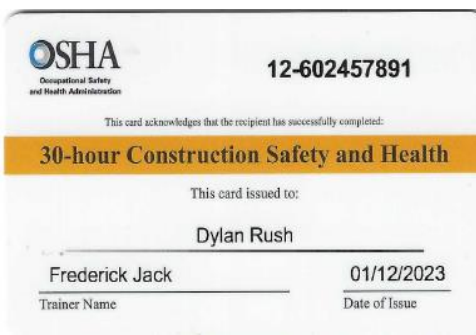 OSHA
Occupational Safety
and Health Administration
12-602457891
This card acknowledges that the recipient has successfully completed:
30-hour Construction Safety and Health
This card issued to:
Dylan Rush
Frederick Jack 01/12/2023
Trainer Name Date of Issue